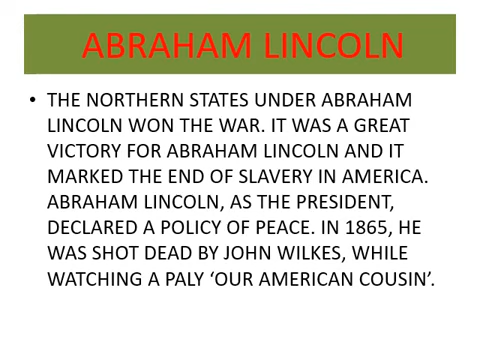 ABRAHAM LINCOLN
• THE NORTHERN STATES UNDER ABRAHAM
LINCOLN WON THE WAR. IT WAS A GREAT
VICTORY FOR ABRAHAM LINCOLN AND IT
MARKED THE END OF SLAVERY IN AMERICA.
ABRAHAM LINCOLN, AS THE PRESIDENT,
DECLARED A POLICY OF PEACE. IN 1865, HE
WAS SHOT DEAD BY JOHN WILKES, WHILE
WATCHING A PALY ‘OUR AMERICAN COUSIN’.